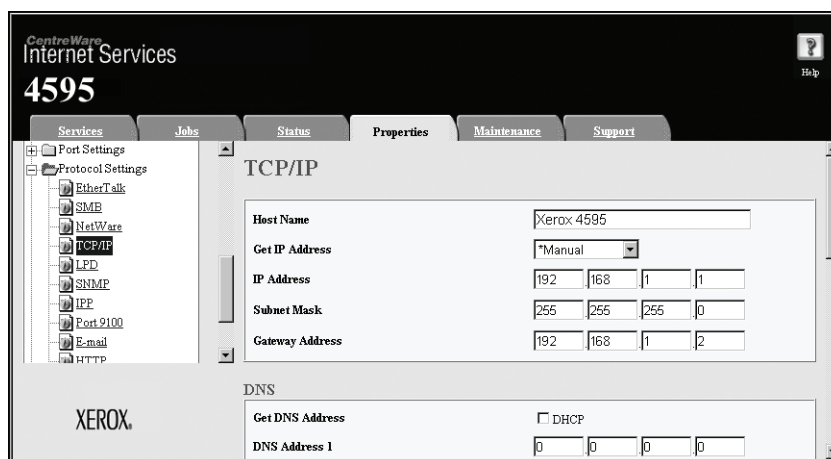 CentreWare
Internet Services
4595
Help
Services Jobs Status Properties Maintenance Support
Port Settings
Protocol Settings
EtherTalk
SMB
NetWare
TCP/IP
LPD
SNMP
IPP
Port 9100
E-mail
HTTP
XEROX®
TCP/IP
Host Name Xerox 4595
Get IP Address *Manual
IP Address 192 .168 .1 .1
Subnet Mask 255 .255 .255 .0
Gateway Address 192 .168 .1 .2
DNS
Get DNS Address DHCP
DNS Address 1 0 .0 .0 .0